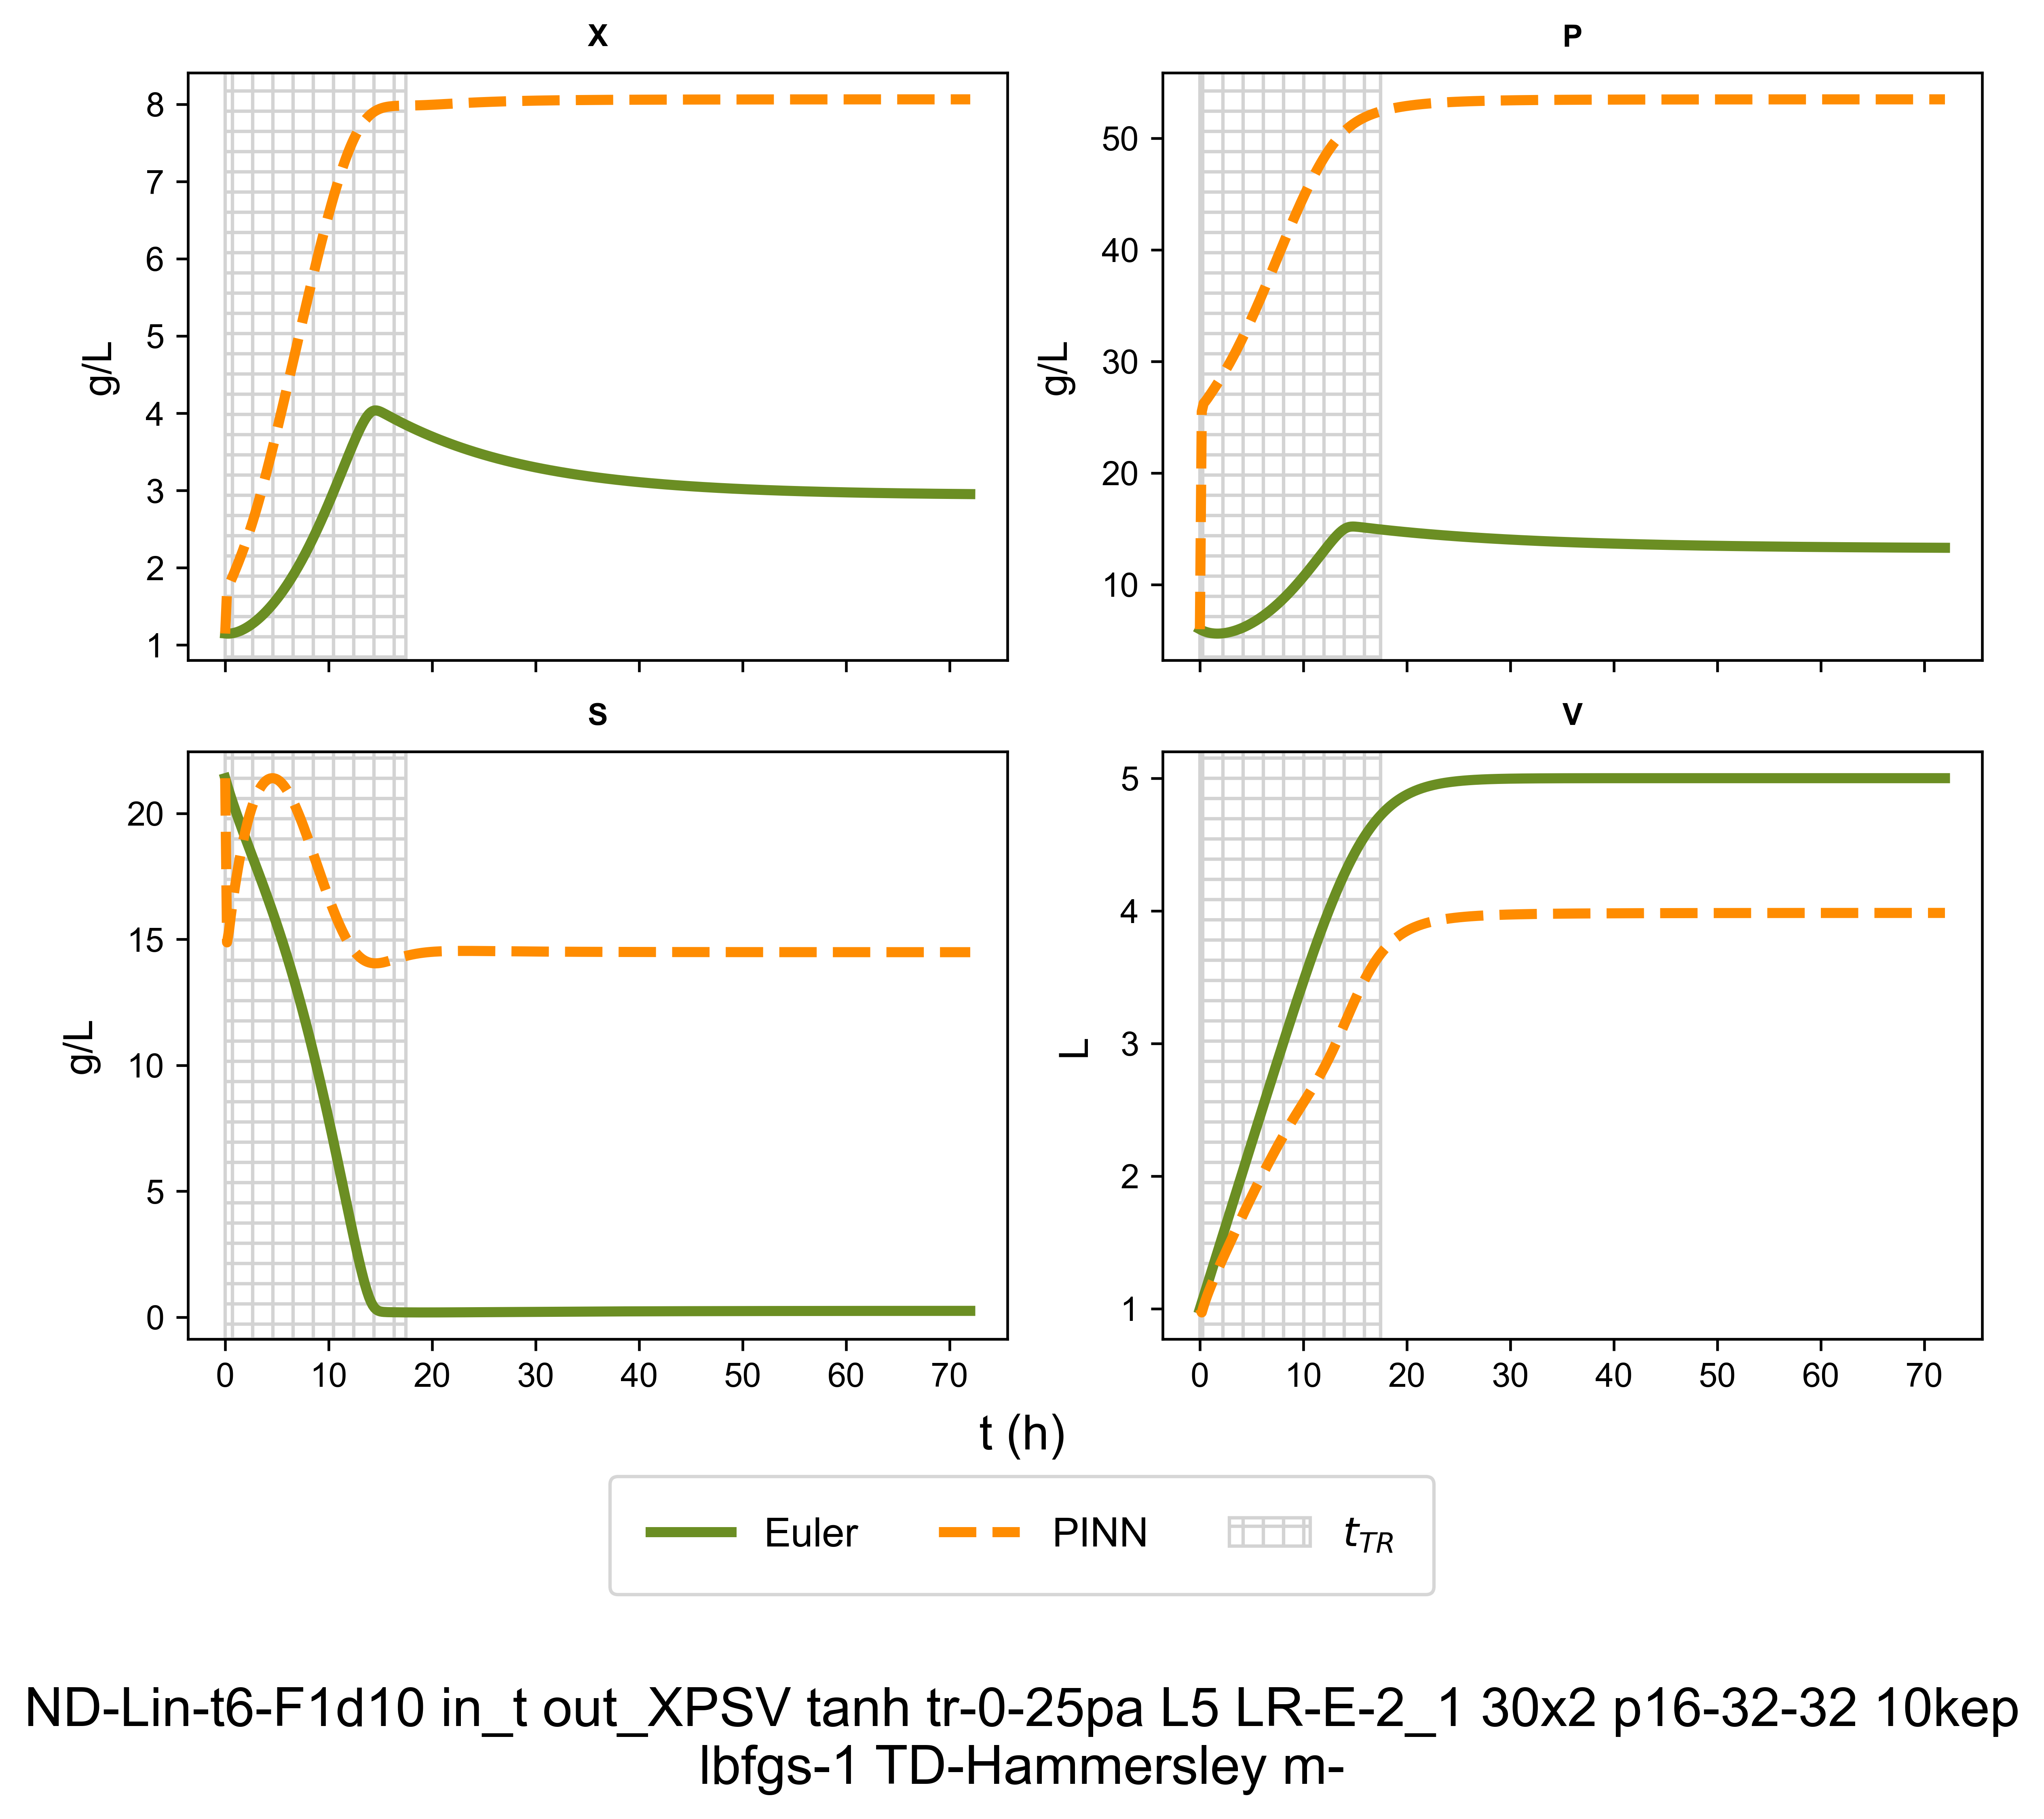 X
P
8
7
6
5
4
3
2
1
g/L
50
40
30
20
10
g/L
S
V
20
15
10
5
0
g/L
5
4
3
2
1
L
0 10 20 30 40 50 60 70
0 10 20 30 40 50 60 70
t (h)
Euler PINN t_TR
ND-Lin-t6-F1d10 in_t out_XPSV tanh tr-0-25pa L5 LR-E-2_1 30x2 p16-32-32 10kep
lbfgs-1 TD-Hammersley m-